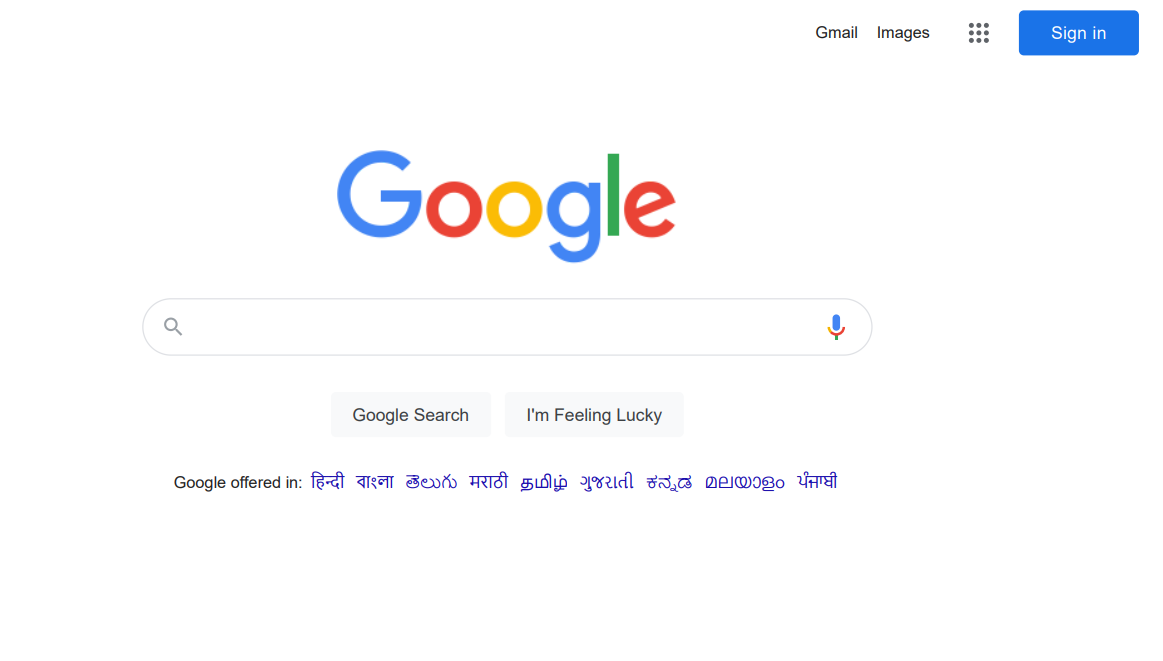 Gmail Images Sign in
Google
Google Search I'm Feeling Lucky
Google offered in: हिन्दी বাংলা తెలుగు मराठी தமிழ் ગુજરાતી ಕನ್ನಡ മലയാളം ਪੰਜਾਬੀ